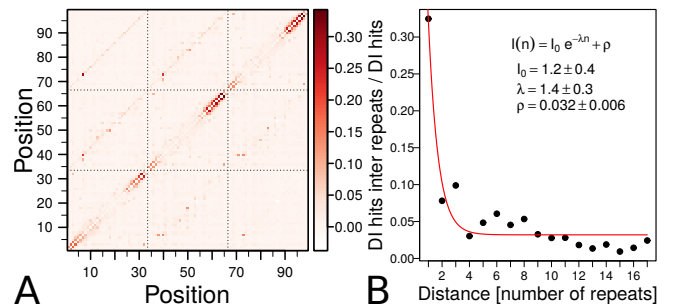 90
80
70
60
50
40
30
20
10
Position
10
30
50
70
90
Position
A
0.30
0.25
0.20
0.15
0.10
0.05
0.00
DI hits inter repeats / DI hits
0.30
0.25
0.20
0.15
0.10
0.05
0.00
I(n) = I₀ e^{−λn} + ρ
I₀ = 1.2 ± 0.4
λ = 1.4 ± 0.3
ρ = 0.032 ± 0.006
2 4 6 8 10 12 14 16
Distance [number of repeats]
B